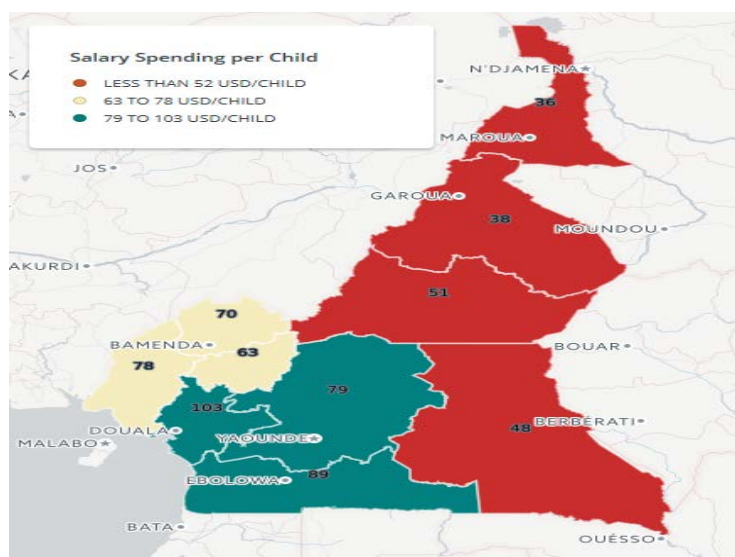 Salary Spending per Child
LESS THAN 52 USD/CHILD
63 TO 78 USD/CHILD
79 TO 103 USD/CHILD
N'DJAMENA
36
MAROUA
JOS
GAROUA
38
MOUNDOU
AKURDI
51
70
BAMENDA
63
BOUAR
78
79
103
BERBÉRATI
48
DOUALA
YAOUNDE
MALABO
89
EBOLOWA
BATA
OUÉSSO